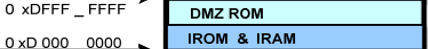 0 xDFFF _ FFFF
DMZ ROM
IROM & IRAM
0 xD 000 _ 0000